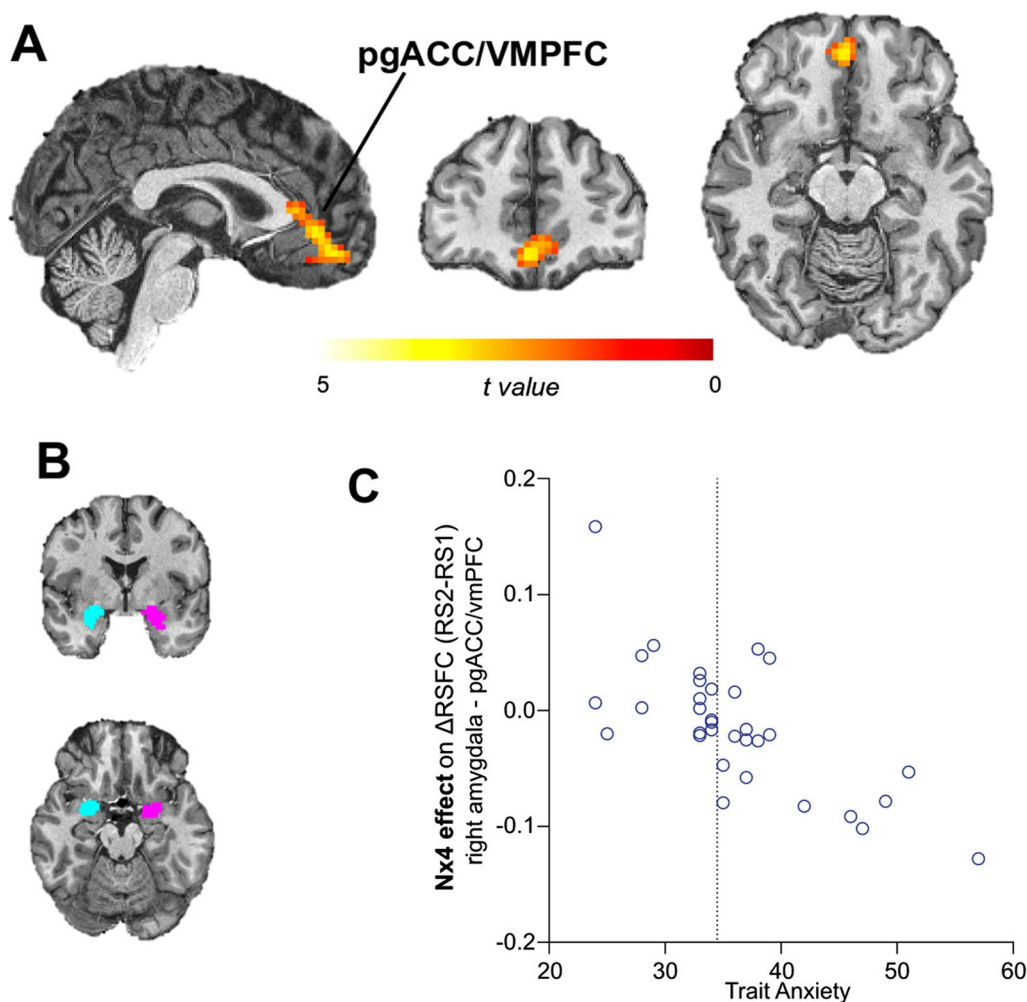 A
pgACC/VMPFC
5
t value
0
B
C
Nx4 effect on ΔRSFC (RS2-RS1)
right amygdala - pgACC/vmPFC
0.2
0.1
0.0
-0.1
-0.2
20
30
40
50
60
Trait Anxiety